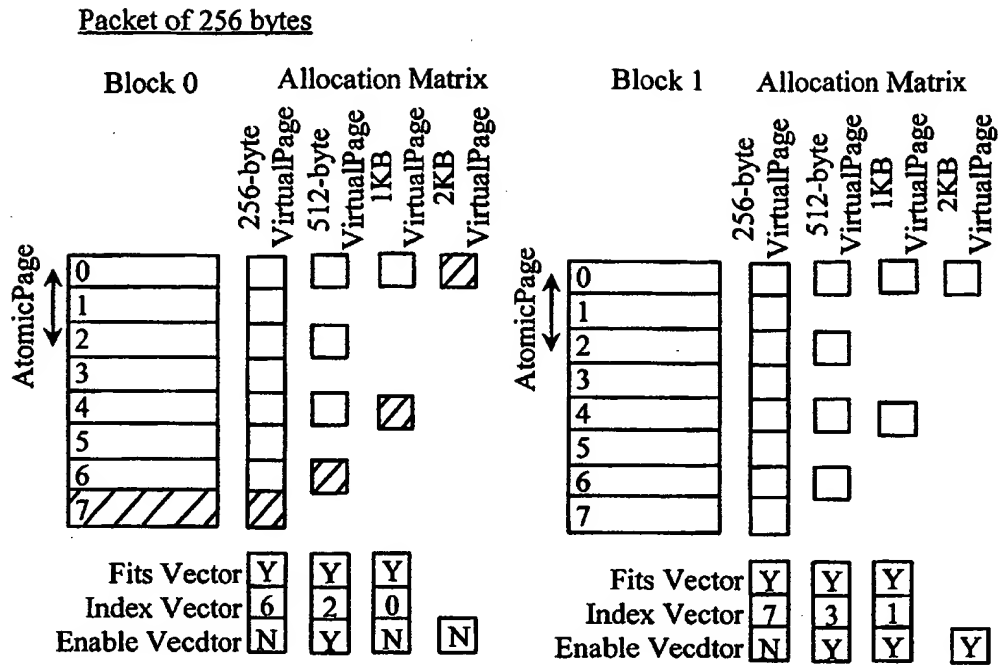 Packet of 256 bytes
Block 0
Allocation Matrix
256-byte
VirtualPage
512-byte
VirtualPage
1KB
VirtualPage
2KB
VirtualPage
AtomicPage
0
1
2
3
4
5
6
7
Fits Vector Y Y Y
Index Vector 6 2 0
Enable Vecdtor N Y N N
Block 1
Allocation Matrix
256-byte
VirtualPage
512-byte
VirtualPage
1KB
VirtualPage
2KB
VirtualPage
AtomicPage
0
1
2
3
4
5
6
7
Fits Vector Y Y Y
Index Vector 7 3 1
Enable Vecdtor N Y Y Y